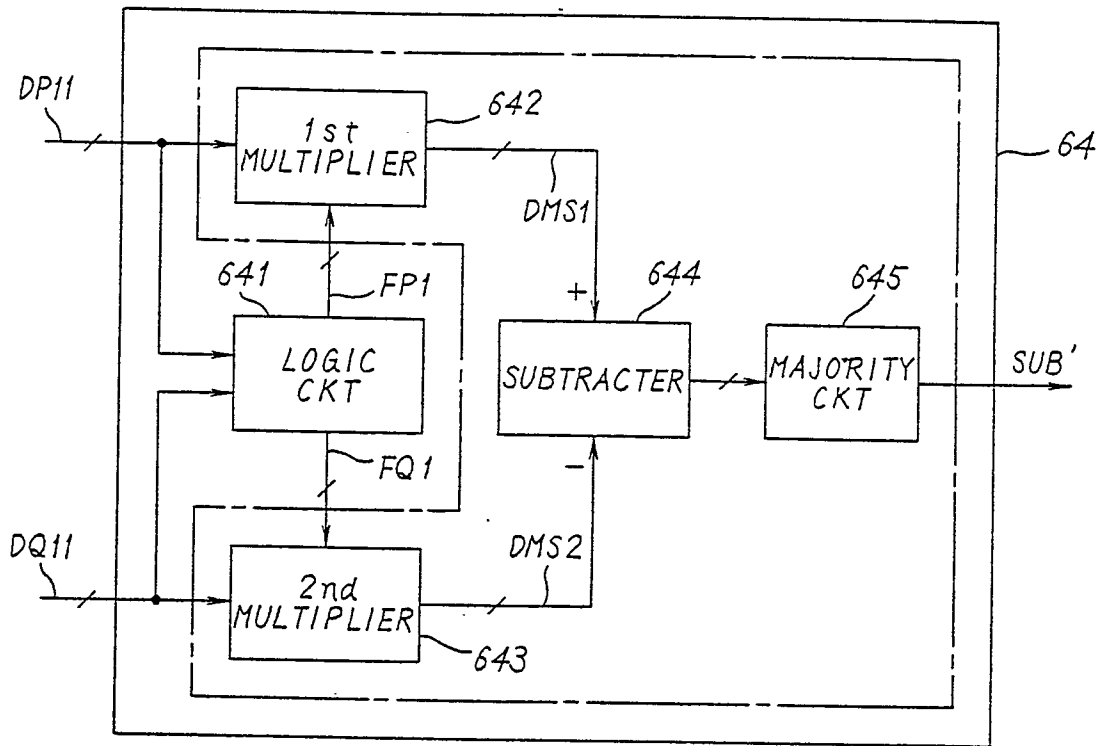 DP11
1st
MULTIPLIER
642
64
DMS1
641
FP1
+
644
645
LOGIC
CKT
SUBTRACTER
MAJORITY
CKT
SUB'
FQ1
-
DQ11
DMS2
2nd
MULTIPLIER
643